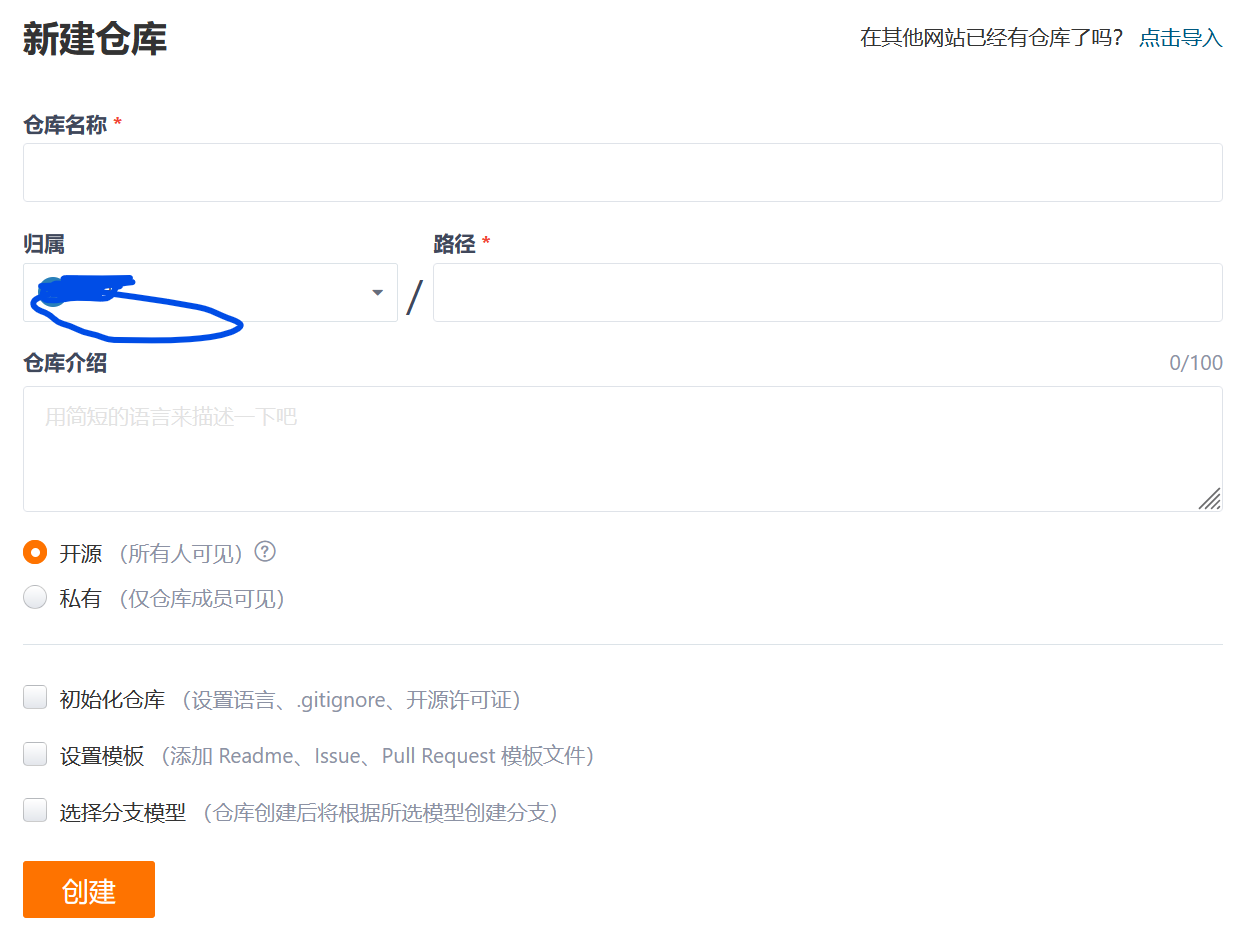 新建仓库
在其他网站已经有仓库了吗? 点击导入
仓库名称 *
归属
路径 *
/
仓库介绍
0/100
用简短的语言来描述一下吧
开源 （所有人可见） ?
私有 （仅仓库成员可见）
初始化仓库 （设置语言、.gitignore、开源许可证）
设置模板 （添加 Readme、Issue、Pull Request 模板文件）
选择分支模型 （仓库创建后将根据所选模型创建分支）
创建